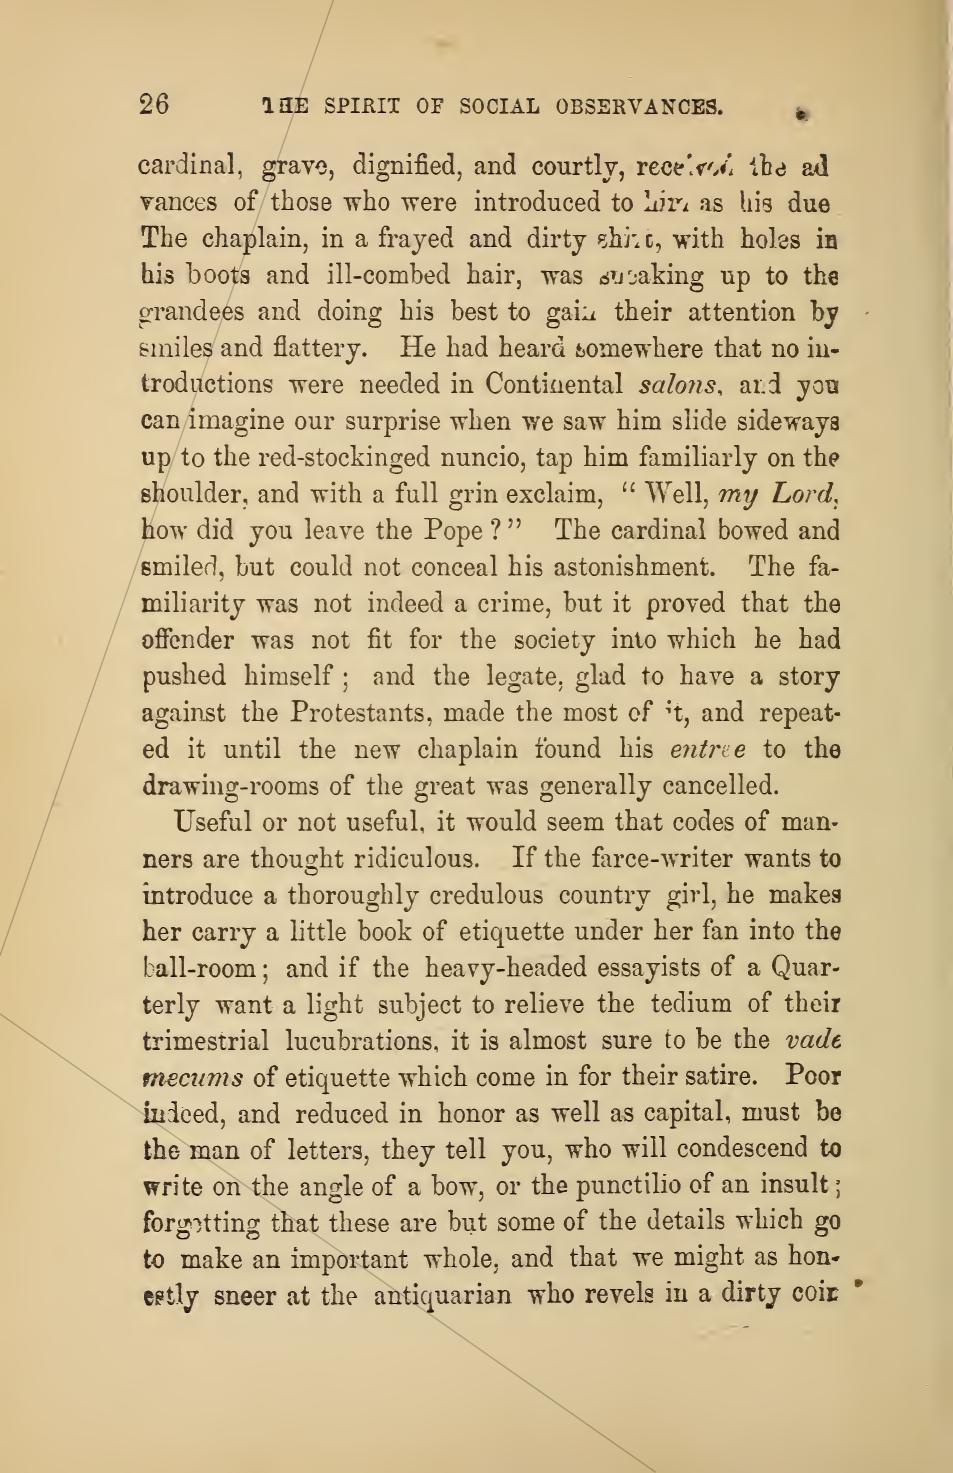 26 THE SPIRIT OF SOCIAL OBSERVANCES.
cardinal, grave, dignified, and courtly, received the ad
vances of those who were introduced to him as his due
The chaplain, in a frayed and dirty shirt, with holes in
his boots and ill-combed hair, was sneaking up to the
grandees and doing his best to gain their attention by
smiles and flattery. He had heard somewhere that no in-
troductions were needed in Continental salons, and you
can imagine our surprise when we saw him slide sideways
up to the red-stockinged nuncio, tap him familiarly on the
shoulder, and with a full grin exclaim, “ Well, my Lord,
how did you leave the Pope ? ” The cardinal bowed and
smiled, but could not conceal his astonishment. The fa-
miliarity was not indeed a crime, but it proved that the
offender was not fit for the society into which he had
pushed himself ; and the legate, glad to have a story
against the Protestants, made the most of it, and repeat-
ed it until the new chaplain found his entree to the
drawing-rooms of the great was generally cancelled.
Useful or not useful, it would seem that codes of man-
ners are thought ridiculous. If the farce-writer wants to
introduce a thoroughly credulous country girl, he makes
her carry a little book of etiquette under her fan into the
ball-room ; and if the heavy-headed essayists of a Quar-
terly want a light subject to relieve the tedium of their
trimestrial lucubrations, it is almost sure to be the vade
mecums of etiquette which come in for their satire. Poor
indeed, and reduced in honor as well as capital, must be
the man of letters, they tell you, who will condescend to
write on the angle of a bow, or the punctilio of an insult ;
forgetting that these are but some of the details which go
to make an important whole, and that we might as hon-
estly sneer at the antiquarian who revels in a dirty coin